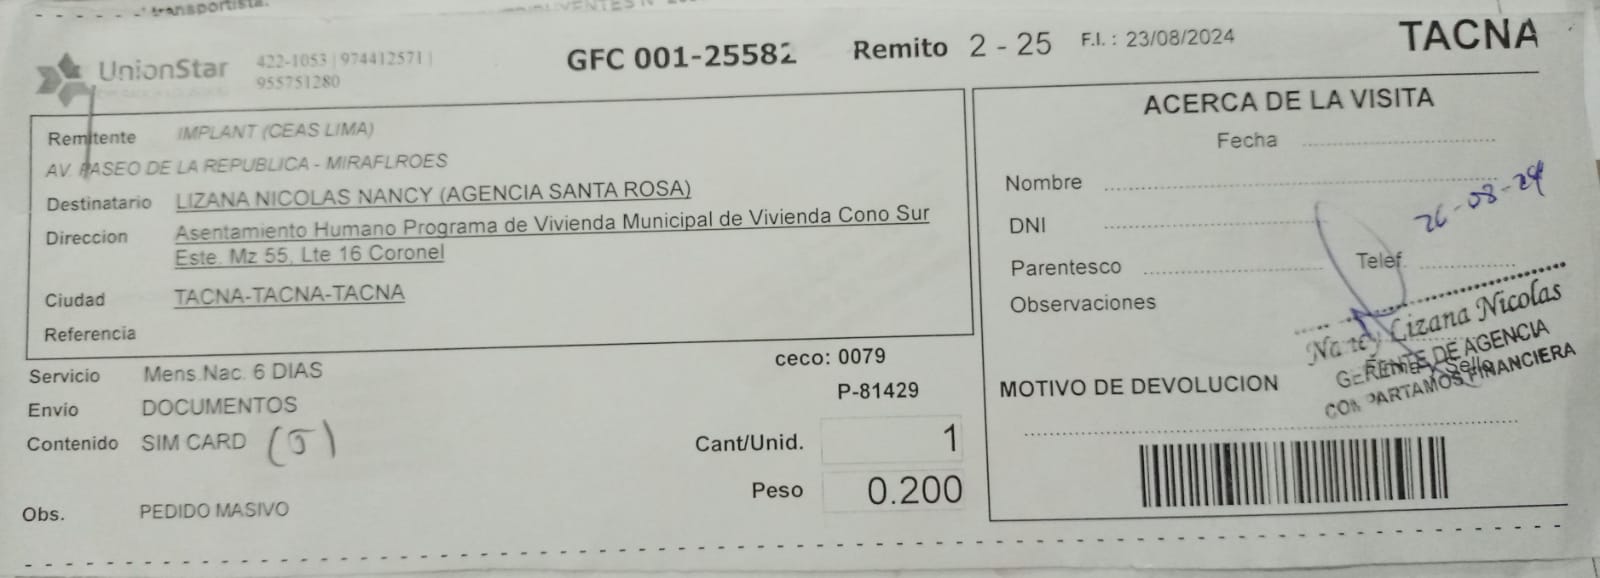 transportista.
UnionStar
422-1053 | 974412571 |
955751280
GFC 001-25582
Remito 2 - 25
F.I. : 23/08/2024
TACNA
Remitente IMPLANT (CEAS LIMA)
AV. PASEO DE LA REPUBLICA - MIRAFLROES
Destinatario LIZANA NICOLAS NANCY (AGENCIA SANTA ROSA)
Direccion Asentamiento Humano Programa de Vivienda Municipal de Vivienda Cono Sur
Este. Mz 55, Lte 16 Coronel
Ciudad TACNA-TACNA-TACNA
Referencia
Servicio Mens.Nac. 6 DIAS
Envio DOCUMENTOS
Contenido SIM CARD (5)
Obs. PEDIDO MASIVO
ceco: 0079
P-81429
Cant/Unid. 1
Peso 0.200
ACERCA DE LA VISITA
Fecha
Nombre
DNI
26-08-24
Parentesco Telef.
Observaciones
Nancy Lizana Nicolas
GERENTE DE AGENCIA
COMPARTAMOS FINANCIERA
Sello
MOTIVO DE DEVOLUCION